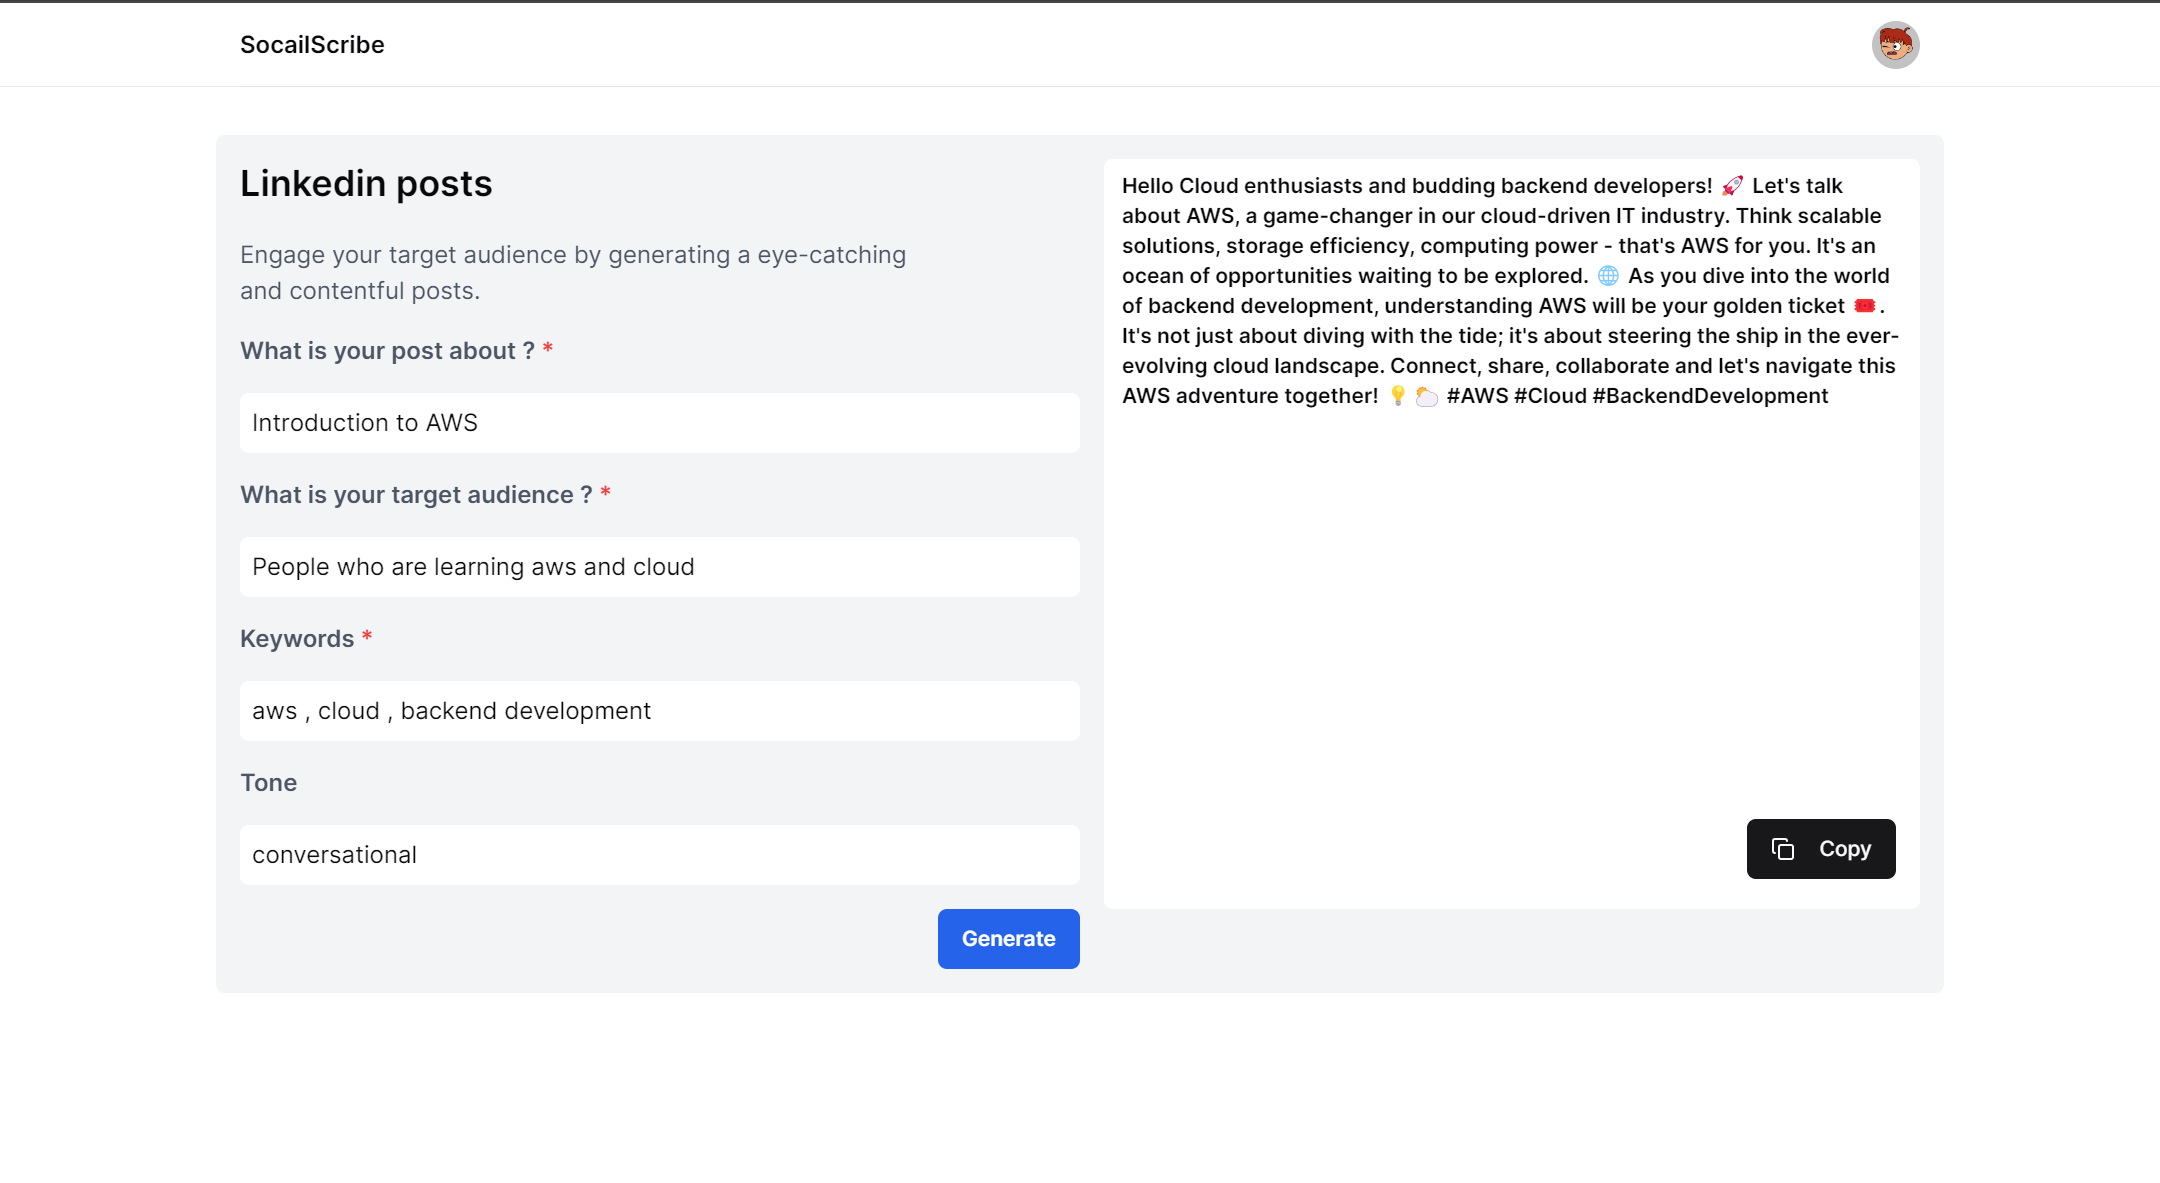 SocailScribe
Linkedin posts
Engage your target audience by generating a eye-catching
and contentful posts.
What is your post about ? *
Introduction to AWS
What is your target audience ? *
People who are learning aws and cloud
Keywords *
aws , cloud , backend development
Tone
conversational
Generate
Hello Cloud enthusiasts and budding backend developers! 🚀 Let's talk
about AWS, a game-changer in our cloud-driven IT industry. Think scalable
solutions, storage efficiency, computing power - that's AWS for you. It's an
ocean of opportunities waiting to be explored. 🌐 As you dive into the world
of backend development, understanding AWS will be your golden ticket 🎟️.
It's not just about diving with the tide; it's about steering the ship in the ever-
evolving cloud landscape. Connect, share, collaborate and let's navigate this
AWS adventure together! 💡🌥️ #AWS #Cloud #BackendDevelopment
Copy